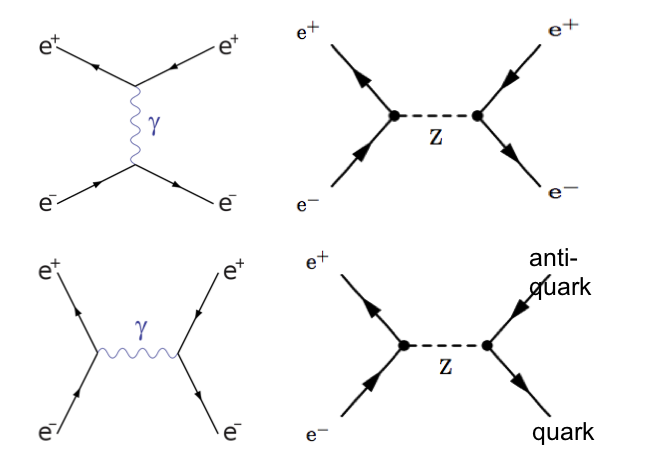 e⁺ e⁺
γ
e⁻ e⁻
e⁺ e⁺
Z
e⁻ e⁻
e⁺ e⁺
γ
e⁻ e⁻
e⁺ anti-
quark
Z
e⁻ quark